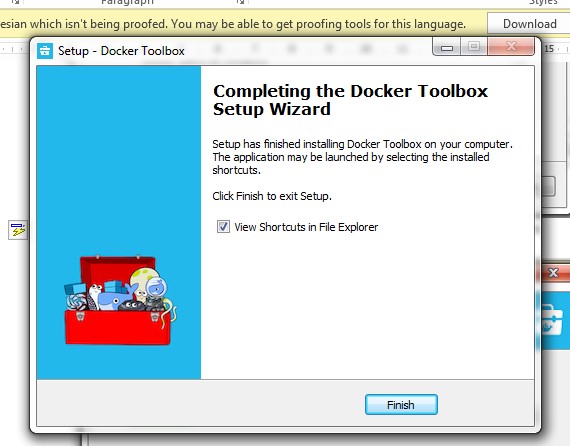 Paragraph
Styles
esian which isn't being proofed. You may be able to get proofing tools for this language.
Download
Setup - Docker Toolbox
15
Completing the Docker Toolbox
Setup Wizard
Setup has finished installing Docker Toolbox on your computer.
The application may be launched by selecting the installed
shortcuts.
Click Finish to exit Setup.
View Shortcuts in File Explorer
Finish